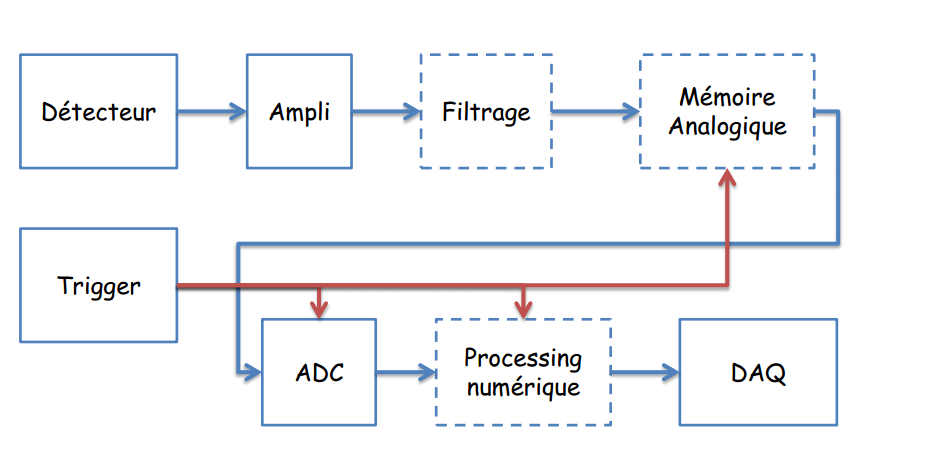 Détecteur
Ampli
Filtrage
Mémoire
Analogique
Trigger
ADC
Processing
numérique
DAQ